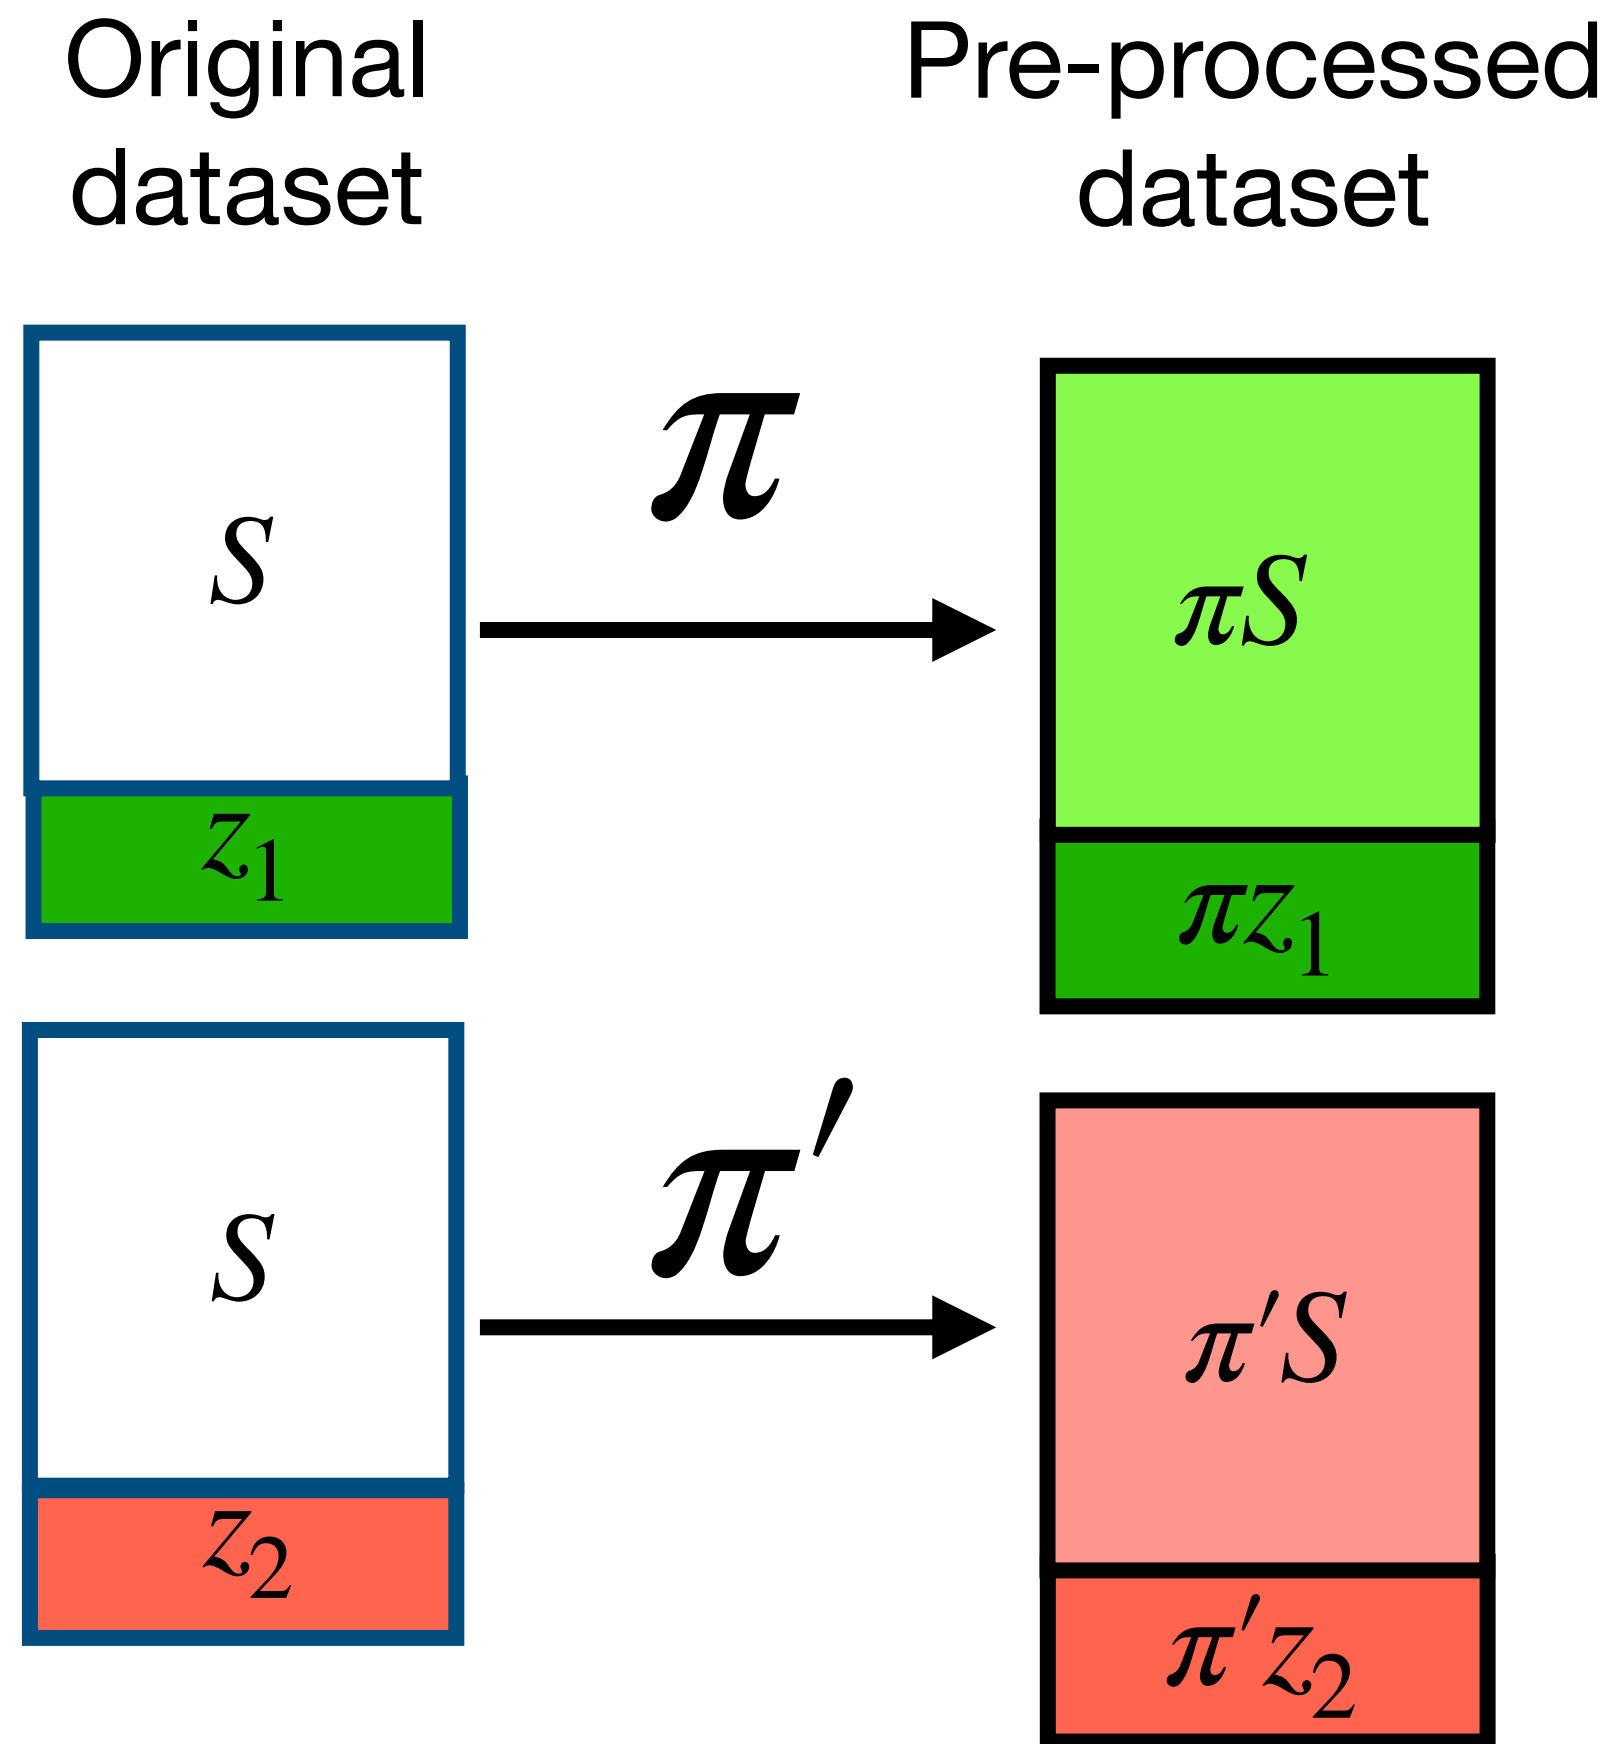 Original
dataset
Pre-processed
dataset
S
π
πS
z₁
πz₁
S
π′
π′S
z₂
π′z₂